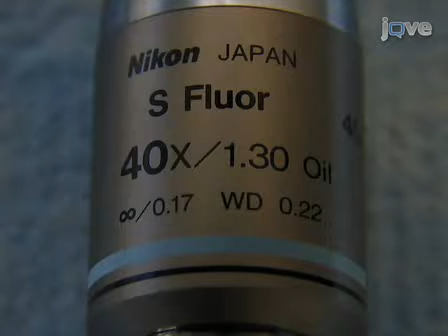 jove
Nikon JAPAN
S Fluor
40X/1.30 Oil
∞/0.17 WD 0.22